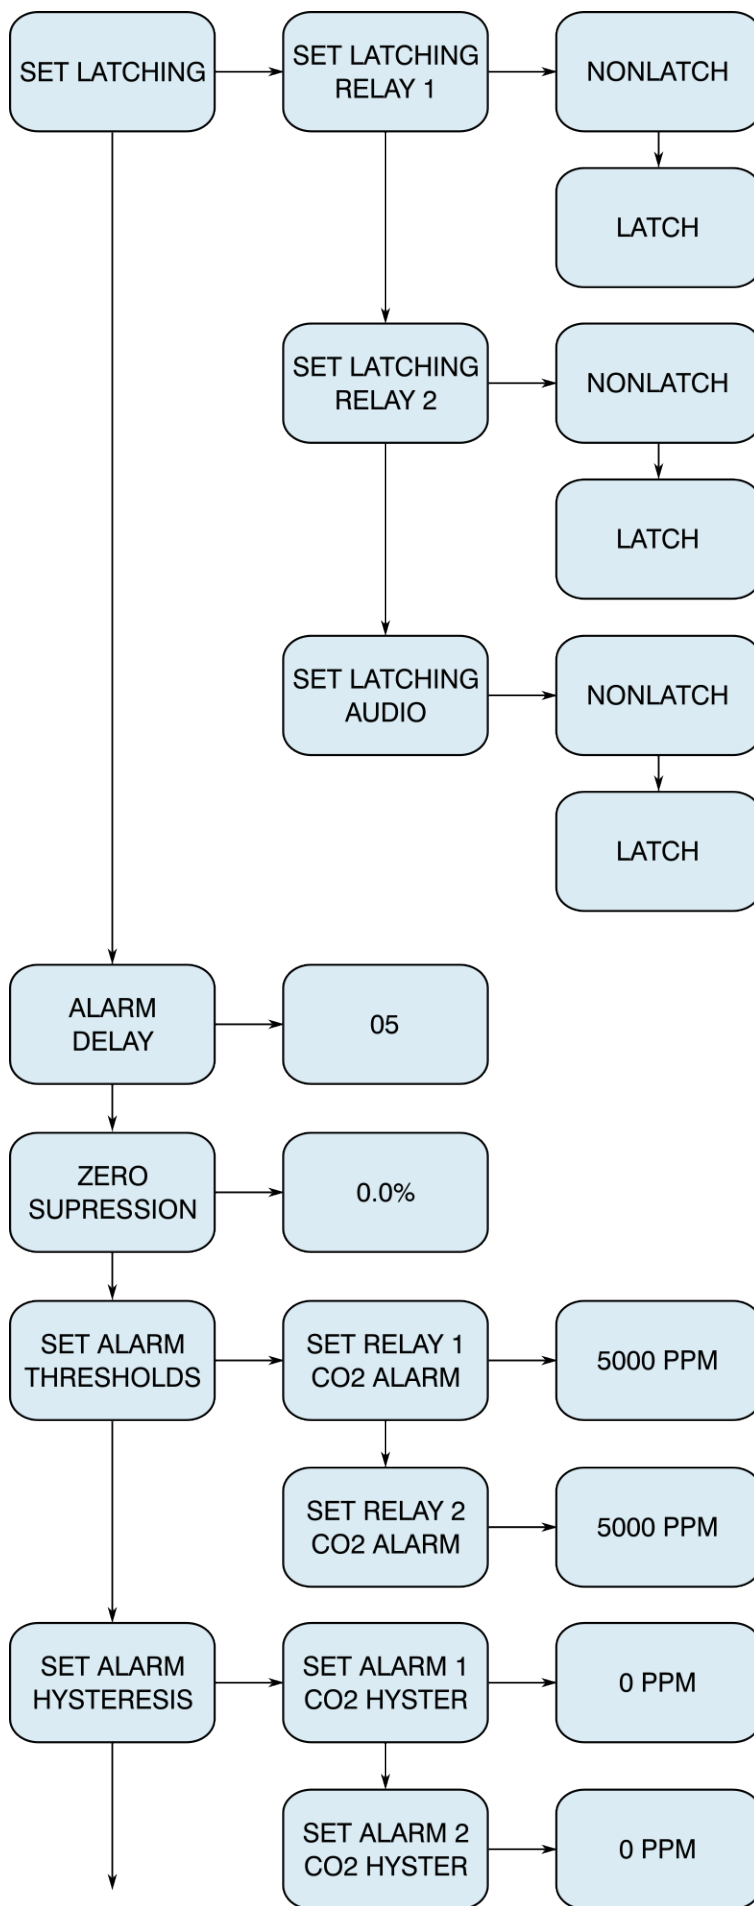 SET LATCHING
SET LATCHING
RELAY 1
NONLATCH
LATCH
SET LATCHING
RELAY 2
NONLATCH
LATCH
SET LATCHING
AUDIO
NONLATCH
LATCH
ALARM
DELAY
05
ZERO
SUPRESSION
0.0%
SET ALARM
THRESHOLDS
SET RELAY 1
CO2 ALARM
5000 PPM
SET RELAY 2
CO2 ALARM
5000 PPM
SET ALARM
HYSTERESIS
SET ALARM 1
CO2 HYSTER
0 PPM
SET ALARM 2
CO2 HYSTER
0 PPM